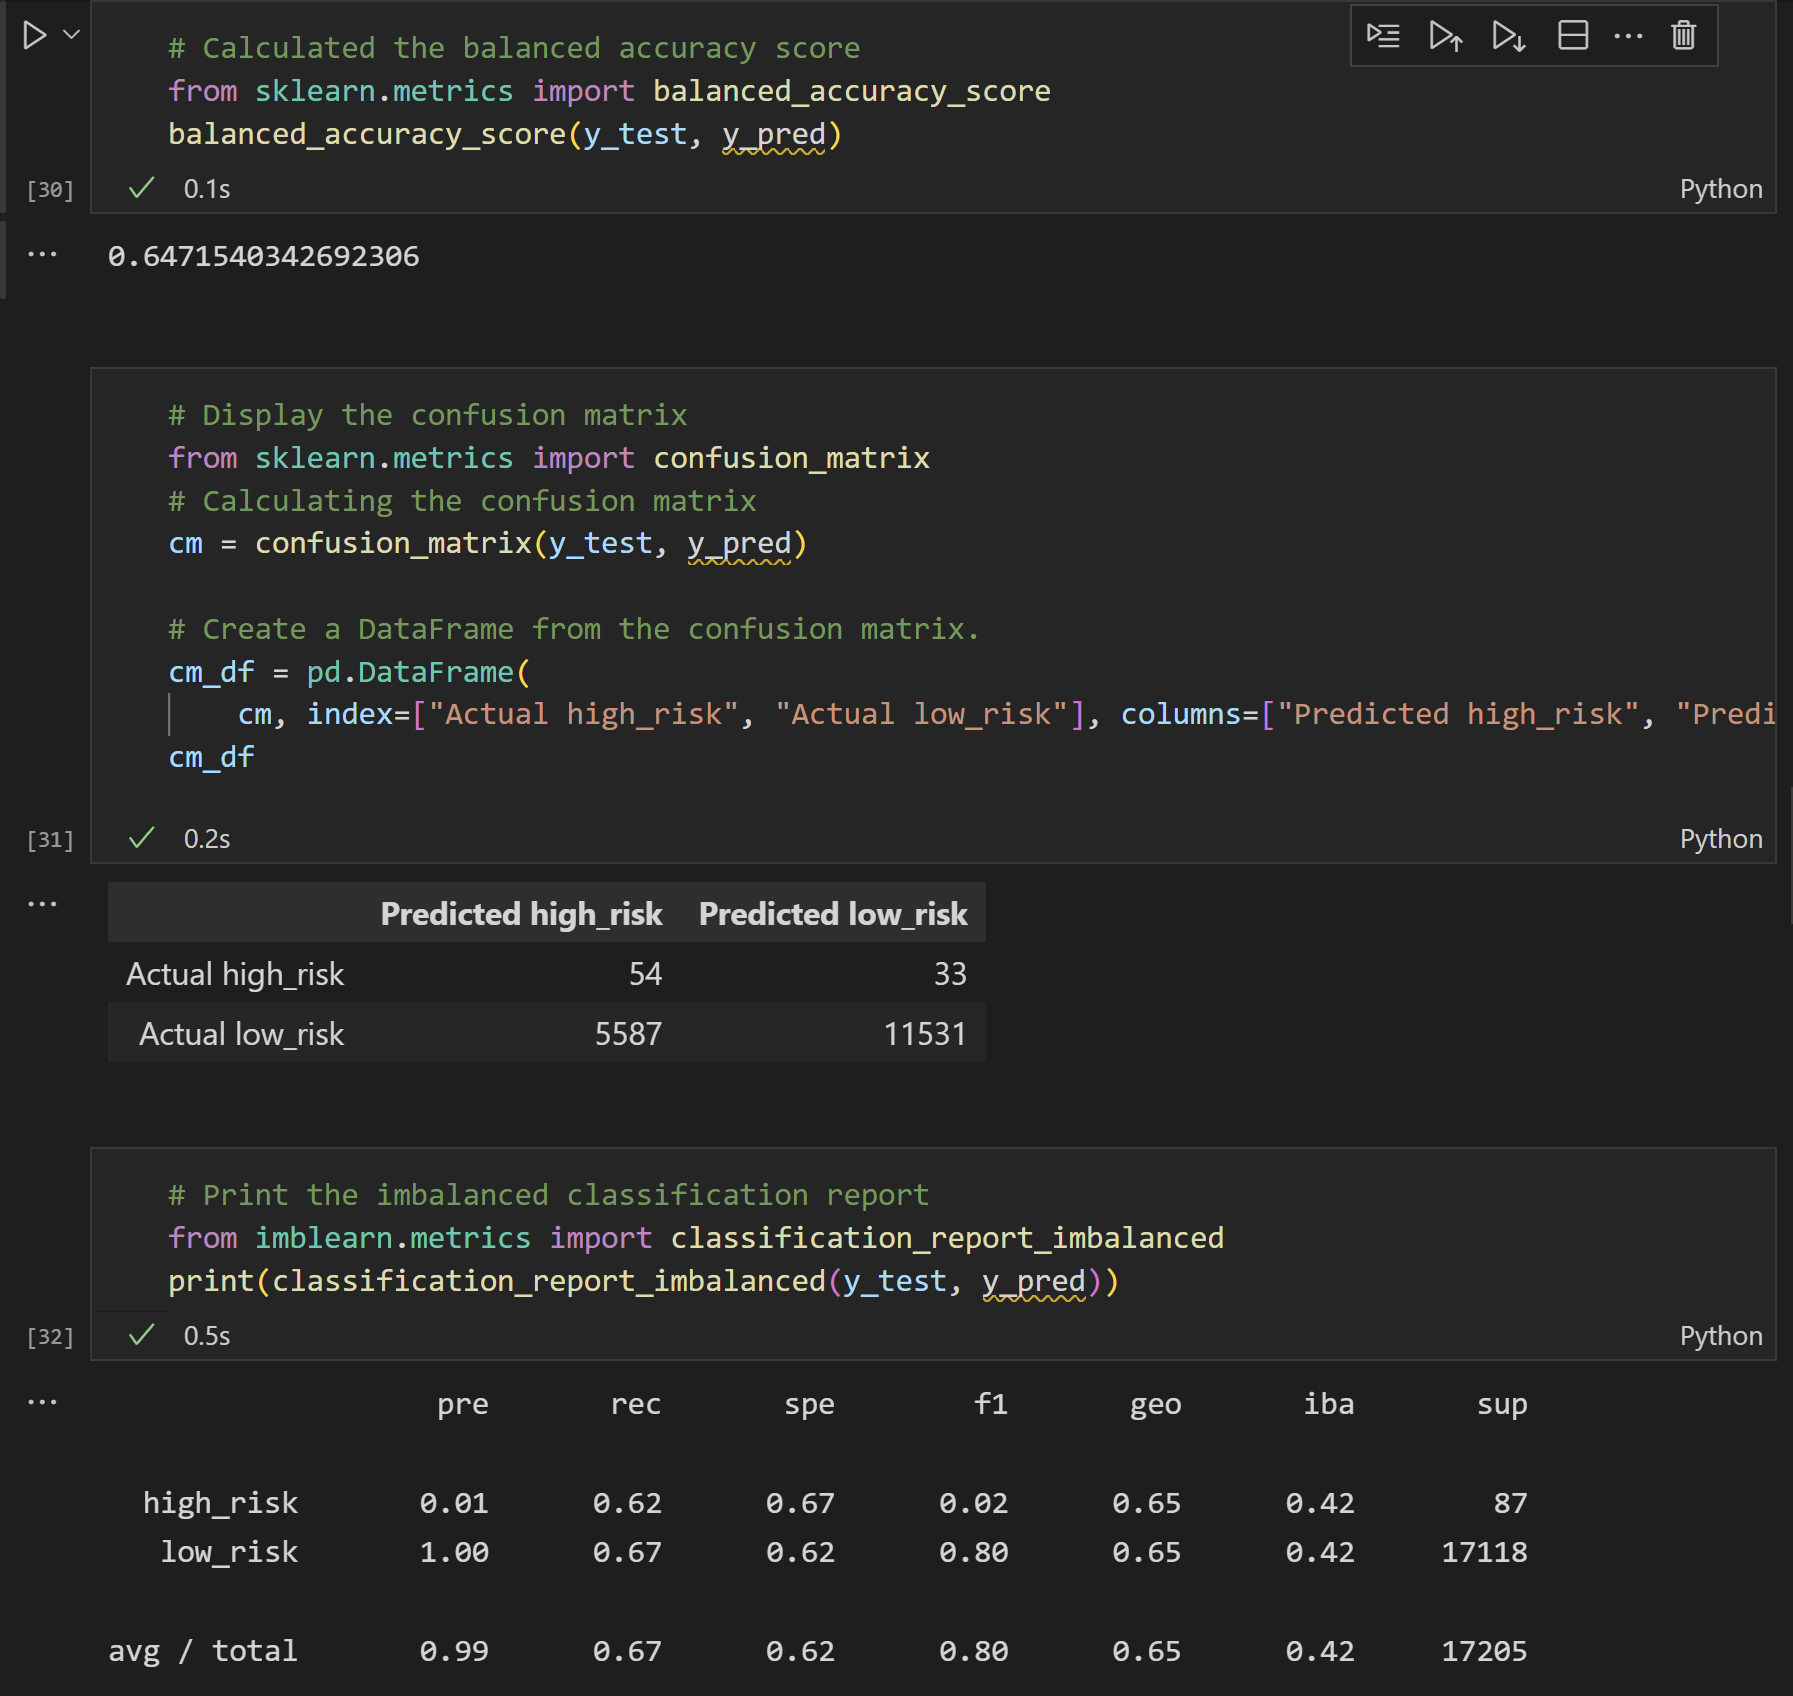 # Calculated the balanced accuracy score
from sklearn.metrics import balanced_accuracy_score
balanced_accuracy_score(y_test, y_pred)
[30] 0.1s Python
0.6471540342692306
# Display the confusion matrix
from sklearn.metrics import confusion_matrix
# Calculating the confusion matrix
cm = confusion_matrix(y_test, y_pred)
# Create a DataFrame from the confusion matrix.
cm_df = pd.DataFrame(
    cm, index=["Actual high_risk", "Actual low_risk"], columns=["Predicted high_risk", "Predi
cm_df
[31] 0.2s Python
Predicted high_risk Predicted low_risk
Actual high_risk 54 33
Actual low_risk 5587 11531
# Print the imbalanced classification report
from imblearn.metrics import classification_report_imbalanced
print(classification_report_imbalanced(y_test, y_pred))
[32] 0.5s Python
pre rec spe f1 geo iba sup
high_risk 0.01 0.62 0.67 0.02 0.65 0.42 87
low_risk 1.00 0.67 0.62 0.80 0.65 0.42 17118
avg / total 0.99 0.67 0.62 0.80 0.65 0.42 17205